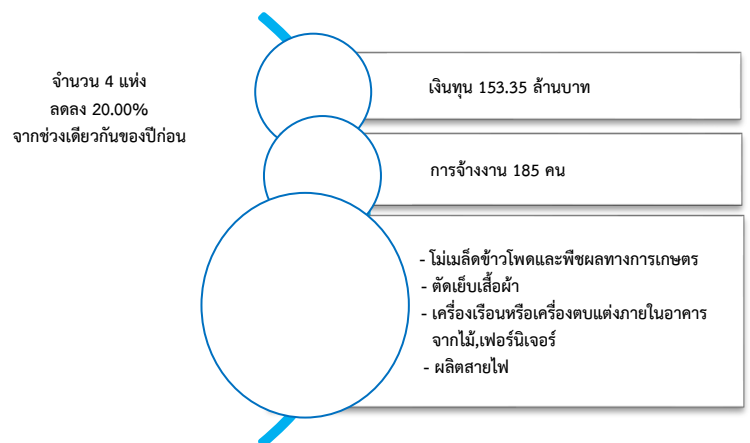 จำนวน 4 แห่ง
ลดลง 20.00%
จากช่วงเดียวกันของปีก่อน
เงินทุน 153.35 ล้านบาท
การจ้างงาน 185 คน
- โม่เมล็ดข้าวโพดและพืชผลทางการเกษตร
- ตัดเย็บเสื้อผ้า
- เครื่องเรือนหรือเครื่องตบแต่งภายในอาคาร
จากไม้,เฟอร์นิเจอร์
- ผลิตสายไฟ